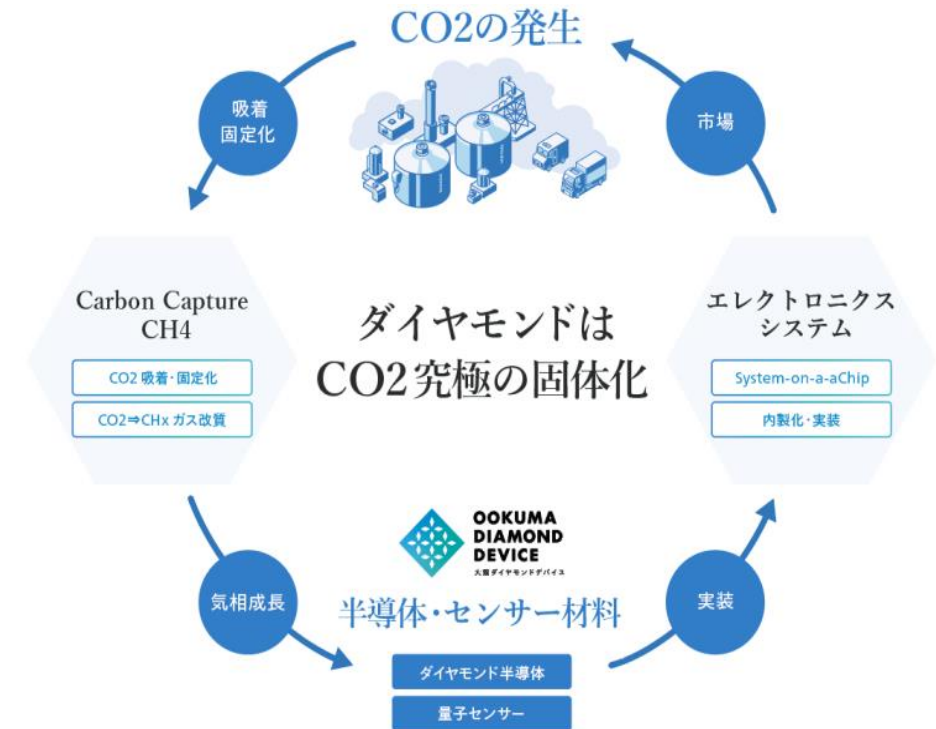 CO2の発生
吸着
固定化
市場
Carbon Capture
CH4
CO2 吸着・固定化
CO2⇒CHx ガス改質
ダイヤモンドは
CO2究極の固体化
エレクトロニクス
システム
System-on-a-aChip
内製化・実装
OOKUMA
DIAMOND
DEVICE
大熊ダイヤモンドデバイス
気相成長
半導体・センサー材料
実装
ダイヤモンド半導体
量子センサー